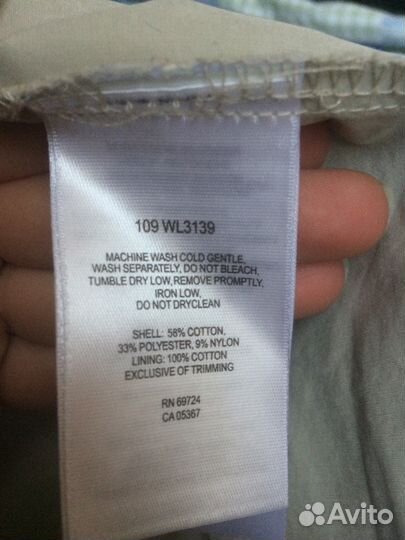 109 WL3139
MACHINE WASH COLD GENTLE,
WASH SEPARATELY, DO NOT BLEACH,
TUMBLE DRY LOW, REMOVE PROMPTLY.
IRON LOW,
DO NOT DRYCLEAN
SHELL: 58% COTTON,
33% POLYESTER, 9% NYLON
LINING: 100% COTTON
EXCLUSIVE OF TRIMMING
RN 69724
CA 05367
Avito